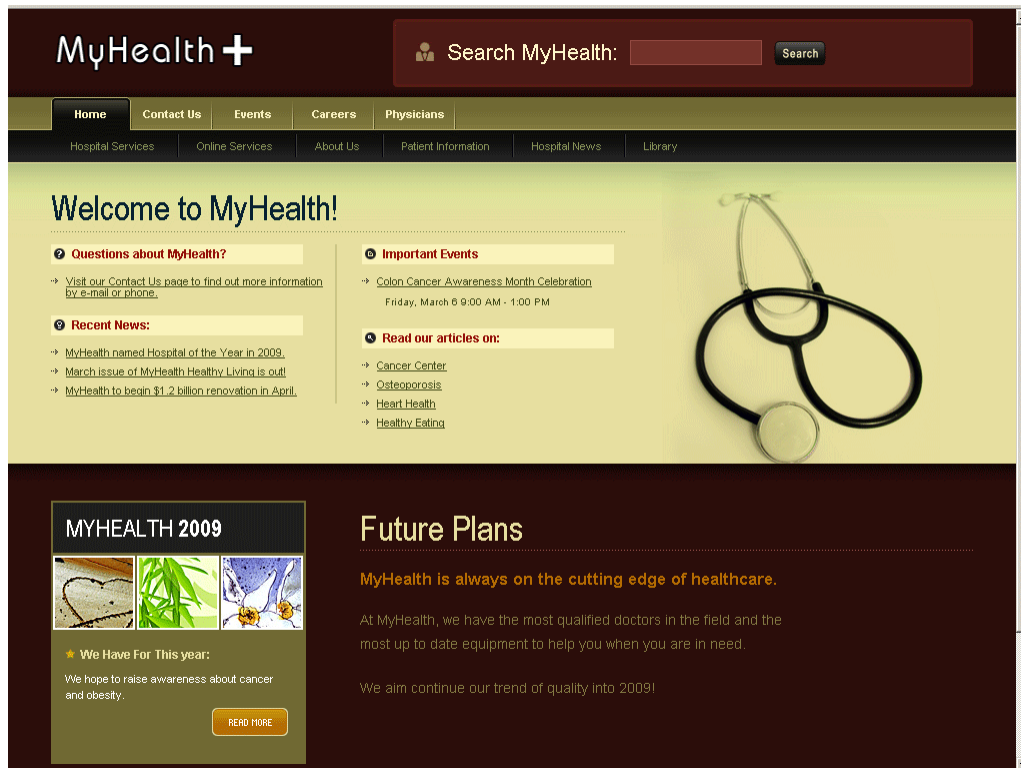 MyHealth
Search MyHealth:
Search
Home
Contact Us
Events
Careers
Physicians
Hospital Services
Online Services
About Us
Patient Information
Hospital News
Library
Welcome to MyHealth!
Questions about MyHealth?
Visit our Contact Us page to find out more information
by e-mail or phone.
Recent News:
MyHealth named Hospital of the Year in 2009.
March issue of MyHealth Healthy Living is out!
MyHealth to begin $1.2 billion renovation in April.
Important Events
Colon Cancer Awareness Month Celebration
Friday, March 6 9:00 AM - 1:00 PM
Read our articles on:
Cancer Center
Osteoporosis
Heart Health
Healthy Eating
MYHEALTH 2009
We Have For This year:
We hope to raise awareness about cancer
and obesity.
READ MORE
Future Plans
MyHealth is always on the cutting edge of healthcare.
At MyHealth, we have the most qualified doctors in the field and the
most up to date equipment to help you when you are in need.
We aim continue our trend of quality into 2009!